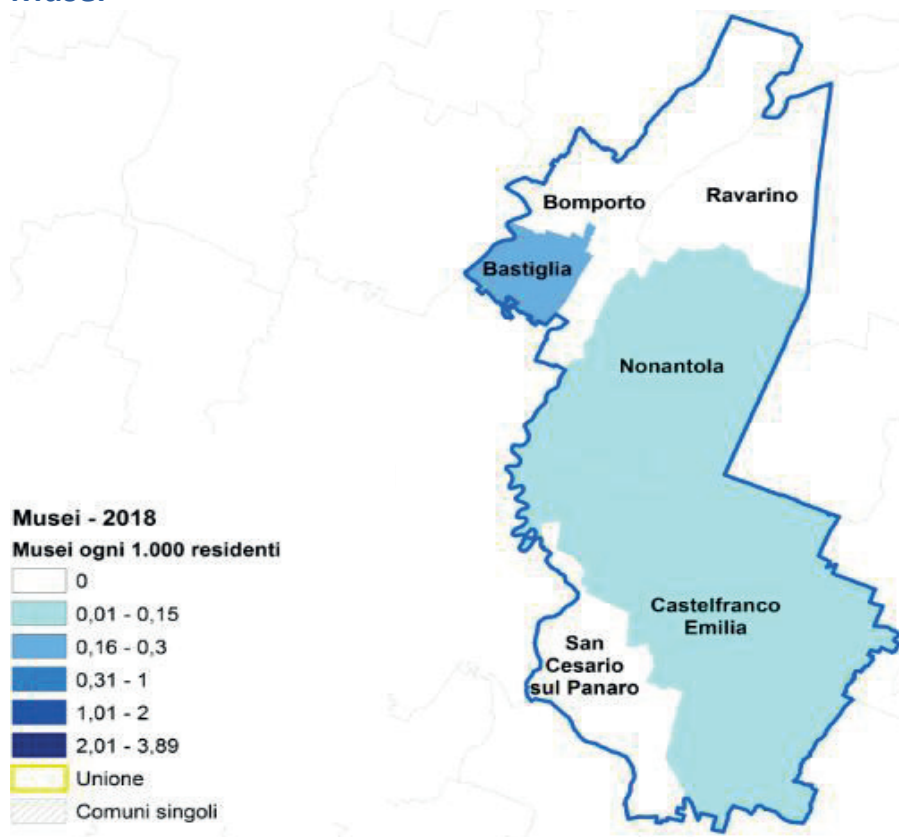 Musei
Bomporto
Ravarino
Bastiglia
Nonantola
Castelfranco
Emilia
San
Cesario
sul Panaro
Musei - 2018
Musei ogni 1.000 residenti
0
0,01 - 0,15
0,16 - 0,3
0,31 - 1
1,01 - 2
2,01 - 3,89
Unione
Comuni singoli